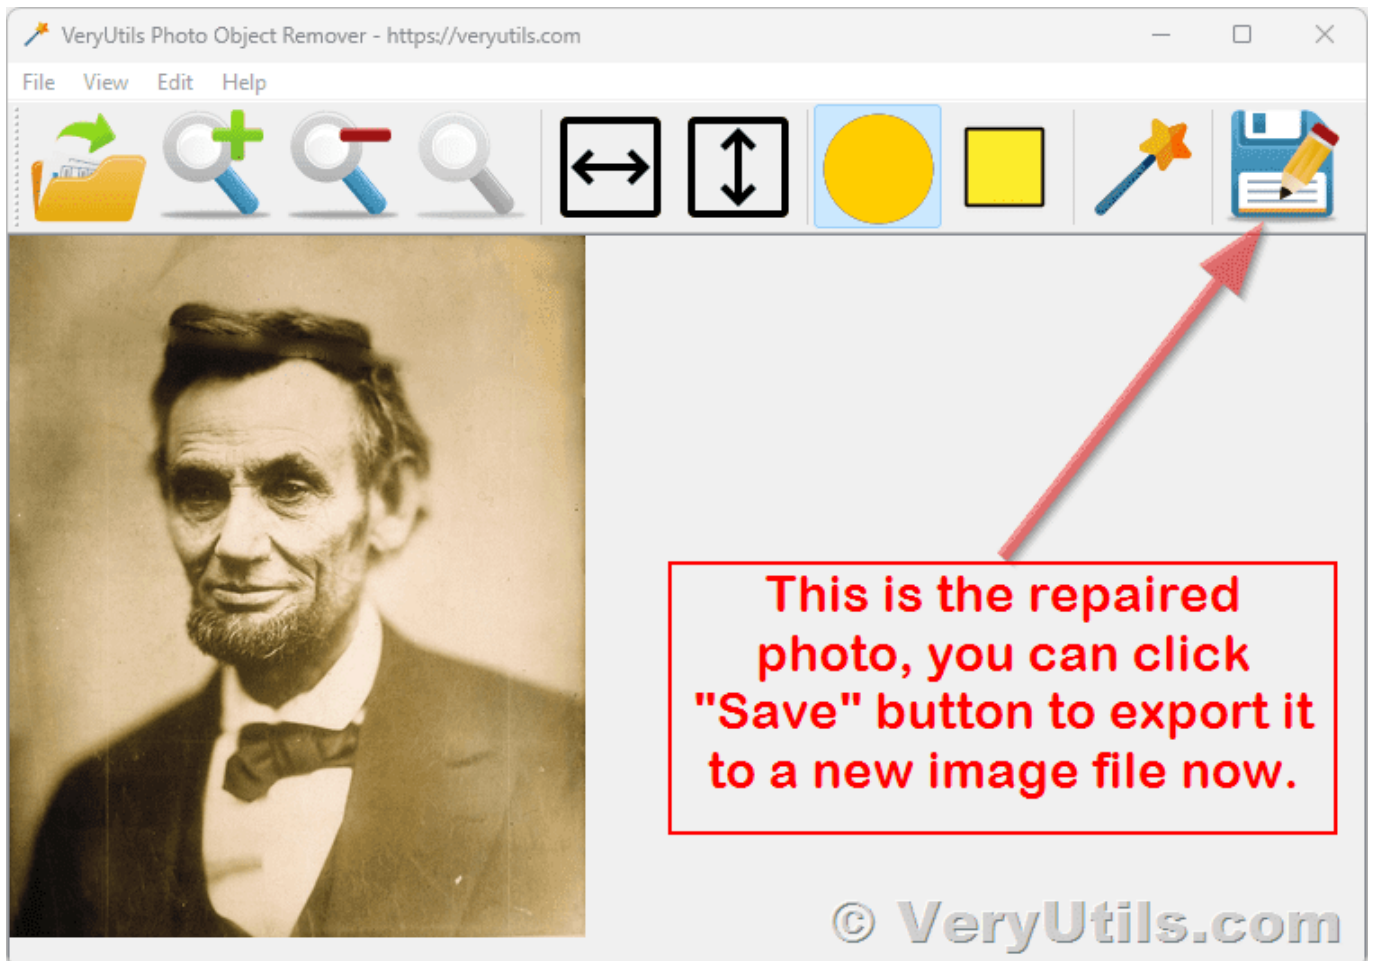 VeryUtils Photo Object Remover - https://veryutils.com
File View Edit Help
This is the repaired
photo, you can click
"Save" button to export it
to a new image file now.
© VeryUtils.com